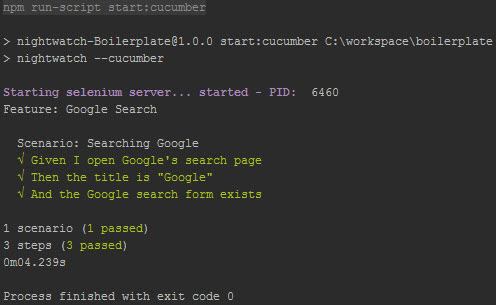 npm run-script start:cucumber
> nightwatch-Boilerplate@1.0.0 start:cucumber C:\workspace\boilerplate
> nightwatch --cucumber
Starting selenium server... started - PID:  6460
Feature: Google Search
  Scenario: Searching Google
  √ Given I open Google's search page
  √ Then the title is "Google"
  √ And the Google search form exists
1 scenario (1 passed)
3 steps (3 passed)
0m04.239s
Process finished with exit code 0